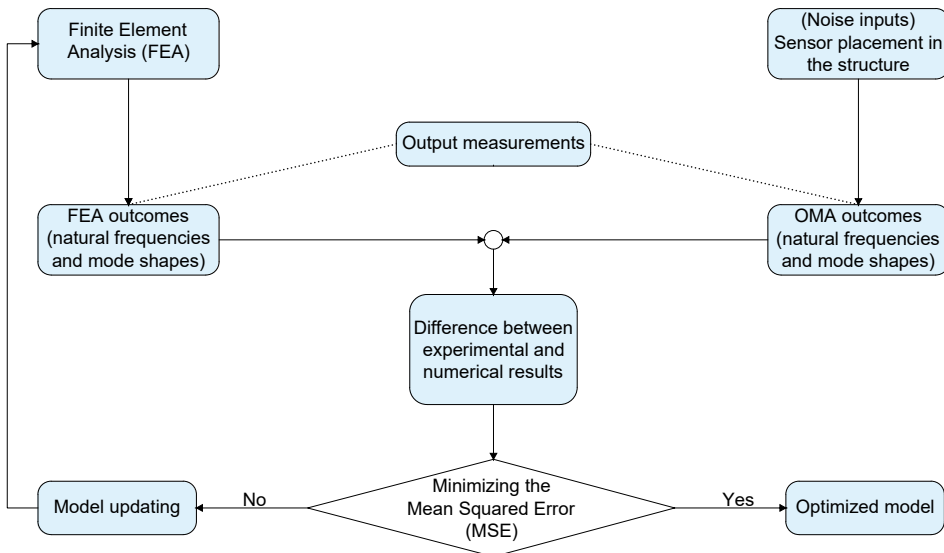 Finite Element
Analysis (FEA)
(Noise inputs)
Sensor placement in
the structure
Output measurements
FEA outcomes
(natural frequencies
and mode shapes)
OMA outcomes
(natural frequencies
and mode shapes)
Difference between
experimental and
numerical results
Minimizing the
Mean Squared Error
(MSE)
No
Yes
Model updating
Optimized model